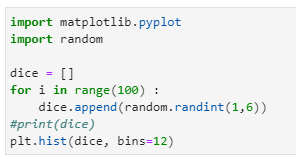 import matplotlib.pyplot
import random
dice = []
for i in range(100) :
    dice.append(random.randint(1,6))
#print(dice)
plt.hist(dice, bins=12)